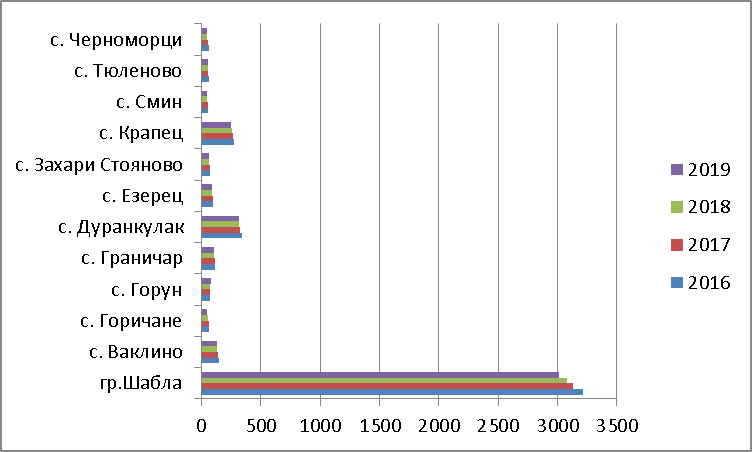 с. Черноморци
с. Тюленово
с. Смин
с. Крапец
с. Захари Стояново
с. Езерец
с. Дуранкулак
с. Граничар
с. Горун
с. Горичане
с. Ваклино
гр.Шабла
0 500 1000 1500 2000 2500 3000 3500
2019
2018
2017
2016